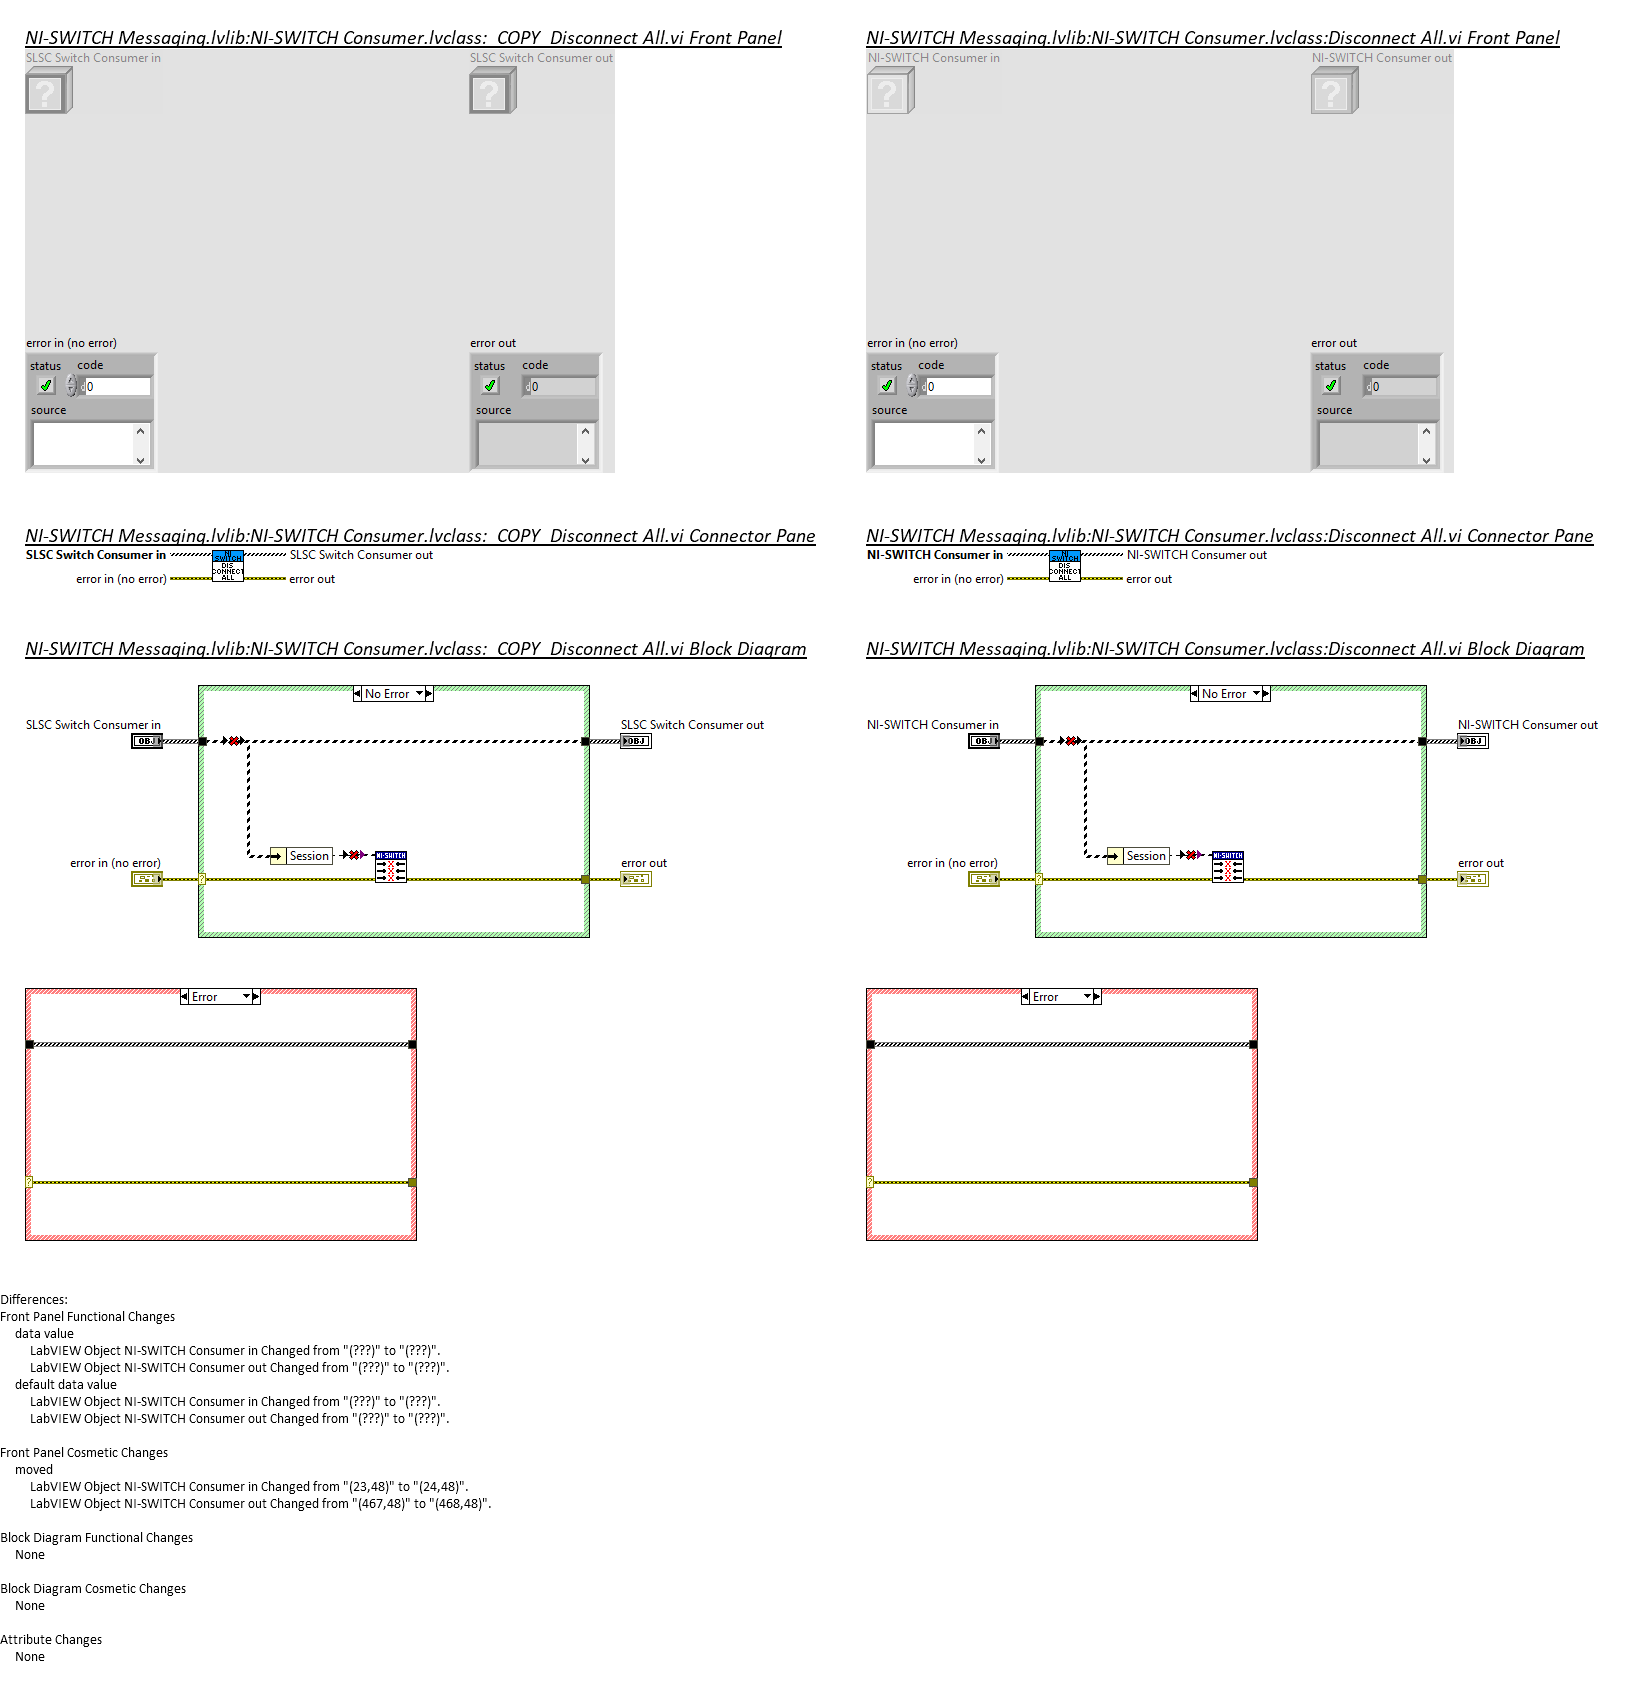 NI-SWITCH Messaging.lvlib:NI-SWITCH Consumer.lvclass:_COPY_Disconnect All.vi Front Panel
SLSC Switch Consumer in
SLSC Switch Consumer out
?
?
error in (no error)
error out
status code
0
source
status code
0
source
NI-SWITCH Messaging.lvlib:NI-SWITCH Consumer.lvclass:Disconnect All.vi Front Panel
NI-SWITCH Consumer in
NI-SWITCH Consumer out
?
?
error in (no error)
error out
status code
0
source
status code
0
source
NI-SWITCH Messaging.lvlib:NI-SWITCH Consumer.lvclass:_COPY_Disconnect All.vi Connector Pane
SLSC Switch Consumer in
NI
SWITCH
DIS
CONNECT
ALL
SLSC Switch Consumer out
error in (no error)
error out
NI-SWITCH Messaging.lvlib:NI-SWITCH Consumer.lvclass:Disconnect All.vi Connector Pane
NI-SWITCH Consumer in
NI
SWITCH
DIS
CONNECT
ALL
NI-SWITCH Consumer out
error in (no error)
error out
NI-SWITCH Messaging.lvlib:NI-SWITCH Consumer.lvclass:_COPY_Disconnect All.vi Block Diagram
No Error
SLSC Switch Consumer in
OBJ
SLSC Switch Consumer out
OBJ
Session
NI-SWITCH
error in (no error)
?
error out
Error
?
NI-SWITCH Messaging.lvlib:NI-SWITCH Consumer.lvclass:Disconnect All.vi Block Diagram
No Error
NI-SWITCH Consumer in
OBJ
NI-SWITCH Consumer out
OBJ
Session
NI-SWITCH
error in (no error)
?
error out
Error
?
Differences:
Front Panel Functional Changes
data value
LabVIEW Object NI-SWITCH Consumer in Changed from "(???)" to "(???)".
LabVIEW Object NI-SWITCH Consumer out Changed from "(???)" to "(???)".
default data value
LabVIEW Object NI-SWITCH Consumer in Changed from "(???)" to "(???)".
LabVIEW Object NI-SWITCH Consumer out Changed from "(???)" to "(???)".
Front Panel Cosmetic Changes
moved
LabVIEW Object NI-SWITCH Consumer in Changed from "(23,48)" to "(24,48)".
LabVIEW Object NI-SWITCH Consumer out Changed from "(467,48)" to "(468,48)".
Block Diagram Functional Changes
None
Block Diagram Cosmetic Changes
None
Attribute Changes
None